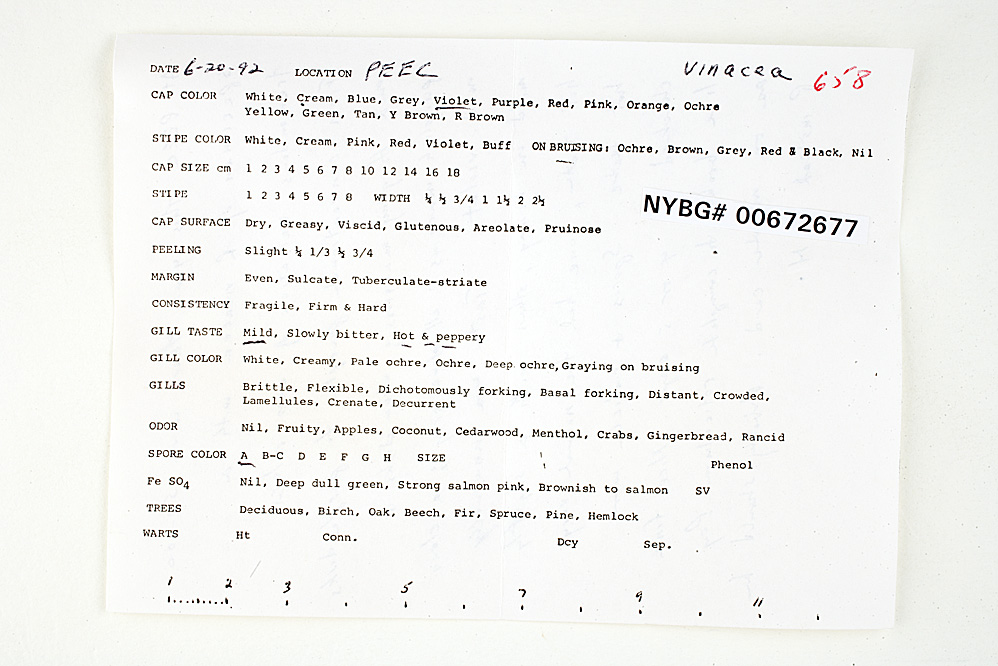 DATE 6-20-92 LOCATION PEEC Vinacea 658
CAP COLOR White, Cream, Blue, Grey, Violet, Purple, Red, Pink, Orange, Ochre
Yellow, Green, Tan, Y Brown, R Brown
STIPE COLOR White, Cream, Pink, Red, Violet, Buff ON BRUISING: Ochre, Brown, Grey, Red & Black, Nil
CAP SIZE cm 1 2 3 4 5 6 7 8 10 12 14 16 18
STIPE 1 2 3 4 5 6 7 8 WIDTH ¼ ½ 3/4 1 1½ 2 2½
NYBG# 00672677
CAP SURFACE Dry, Greasy, Viscid, Glutenous, Areolate, Pruinose
PEELING Slight ¼ 1/3 ½ 3/4
MARGIN Even, Sulcate, Tuberculate-striate
CONSISTENCY Fragile, Firm & Hard
GILL TASTE Mild, Slowly bitter, Hot & peppery
GILL COLOR White, Creamy, Pale ochre, Ochre, Deep ochre, Graying on bruising
GILLS Brittle, Flexible, Dichotomously forking, Basal forking, Distant, Crowded,
Lamellules, Crenate, Decurrent
ODOR Nil, Fruity, Apples, Coconut, Cedarwood, Menthol, Crabs, Gingerbread, Rancid
SPORE COLOR A B-C D E F G H SIZE
Phenol
Fe SO4 Nil, Deep dull green, Strong salmon pink, Brownish to salmon SV
TREES Deciduous, Birch, Oak, Beech, Fir, Spruce, Pine, Hemlock
WARTS Ht Conn. Dcy Sep.
1 2 3 5 7 9 11